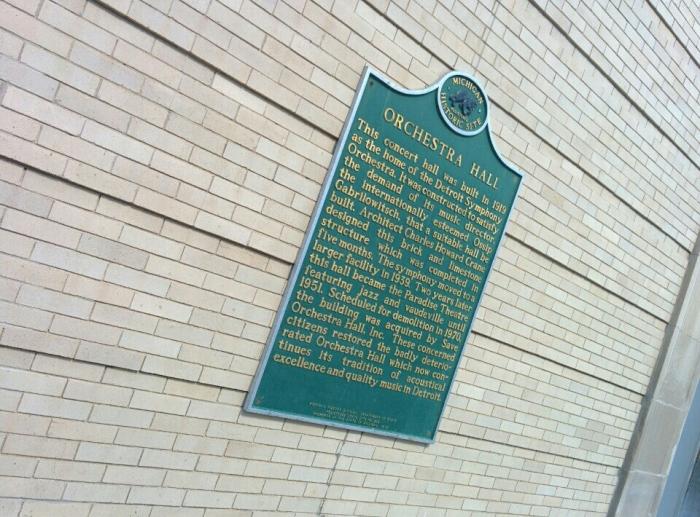 MICHIGAN
HISTORIC SITE
ORCHESTRA HALL
This concert hall was built in 1919
as the home of the Detroit Symphony
Orchestra. It was constructed to satisfy
the demand of its music director,
the internationally esteemed Ossip
Gabrilowitsch, that a suitable hall be
built. Architect Charles Howard Crane
designed this brick and limestone
structure which was completed in
five months. The symphony moved to a
larger facility in 1939. Two years later
this hall became the Paradise Theatre
featuring jazz and vaudeville until
1951. Scheduled for demolition in 1970,
the building was acquired by Save
Orchestra Hall, Inc. These concerned
citizens restored the badly deterio-
rated Orchestra Hall which now con-
tinues its tradition of acoustical
excellence and quality music in Detroit.